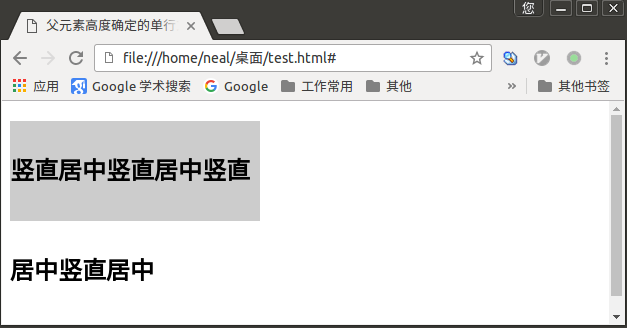 您
父元素高度确定的单行
file:///home/neal/桌面/test.html#
应用 Google 学术搜索 Google 工作常用 其他 » 其他书签
竖直居中竖直居中竖直
居中竖直居中